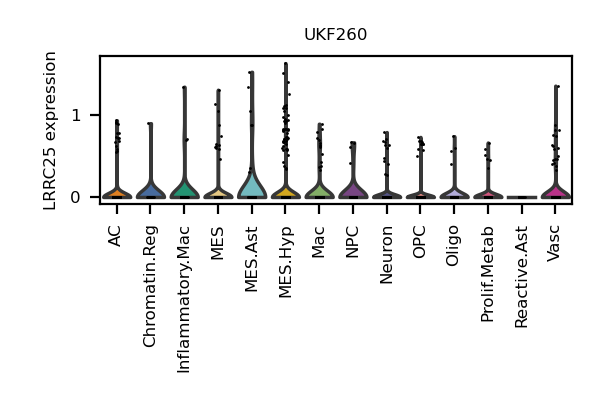 UKF260
LRRC25 expression
1
0
AC
Chromatin.Reg
Inflammatory.Mac
MES
MES.Ast
MES.Hyp
Mac
NPC
Neuron
OPC
Oligo
Prolif.Metab
Reactive.Ast
Vasc